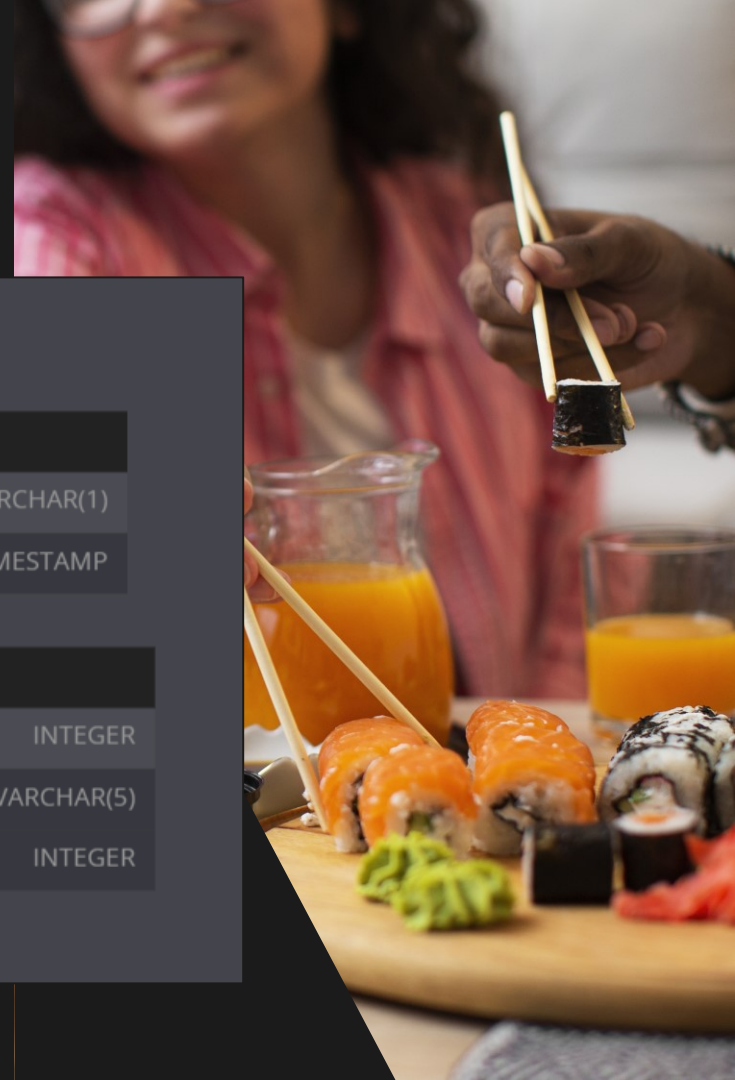 RCHAR(1)
MESTAMP
INTEGER
VARCHAR(5)
INTEGER